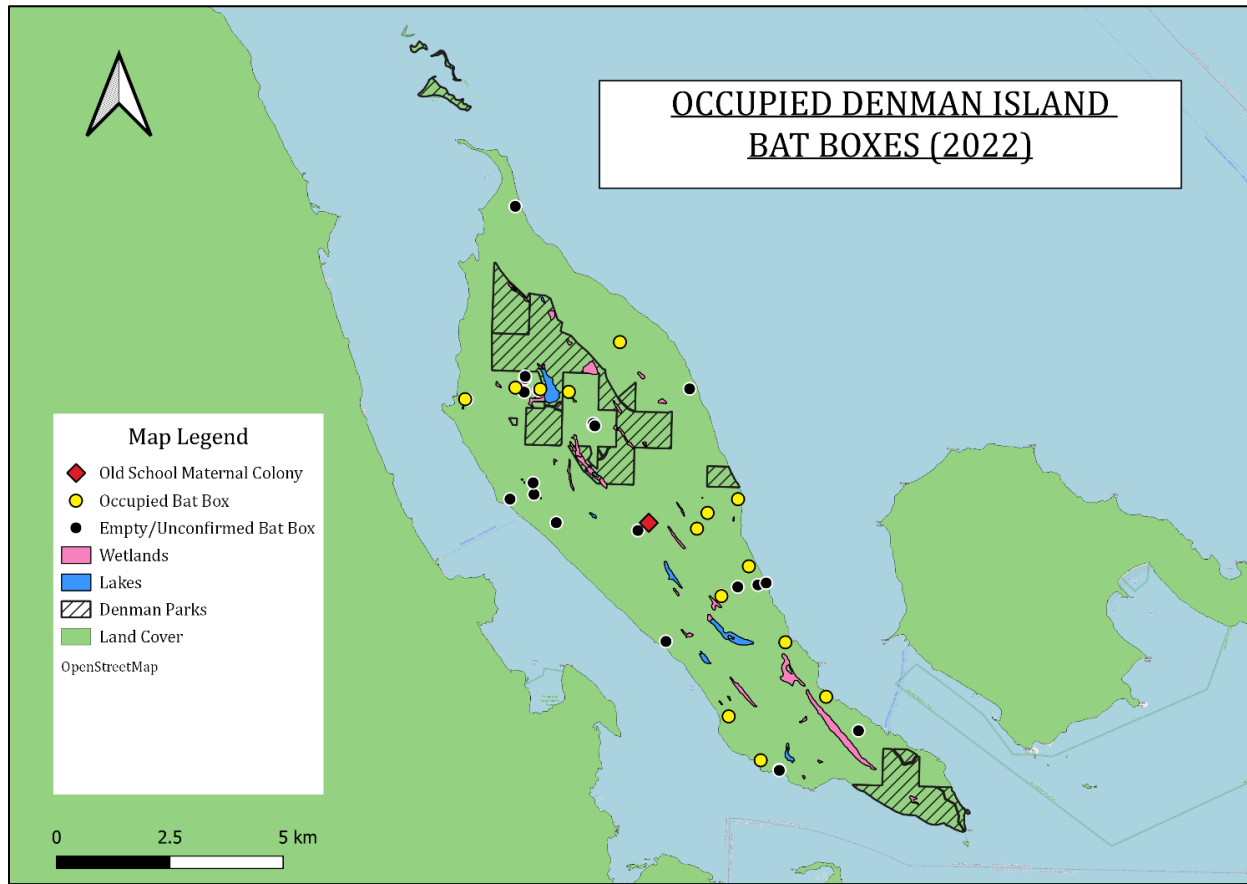 OCCUPIED DENMAN ISLAND
BAT BOXES (2022)
Map Legend
Old School Maternal Colony
Occupied Bat Box
Empty/Unconfirmed Bat Box
Wetlands
Lakes
Denman Parks
Land Cover
OpenStreetMap
0 2.5 5 km